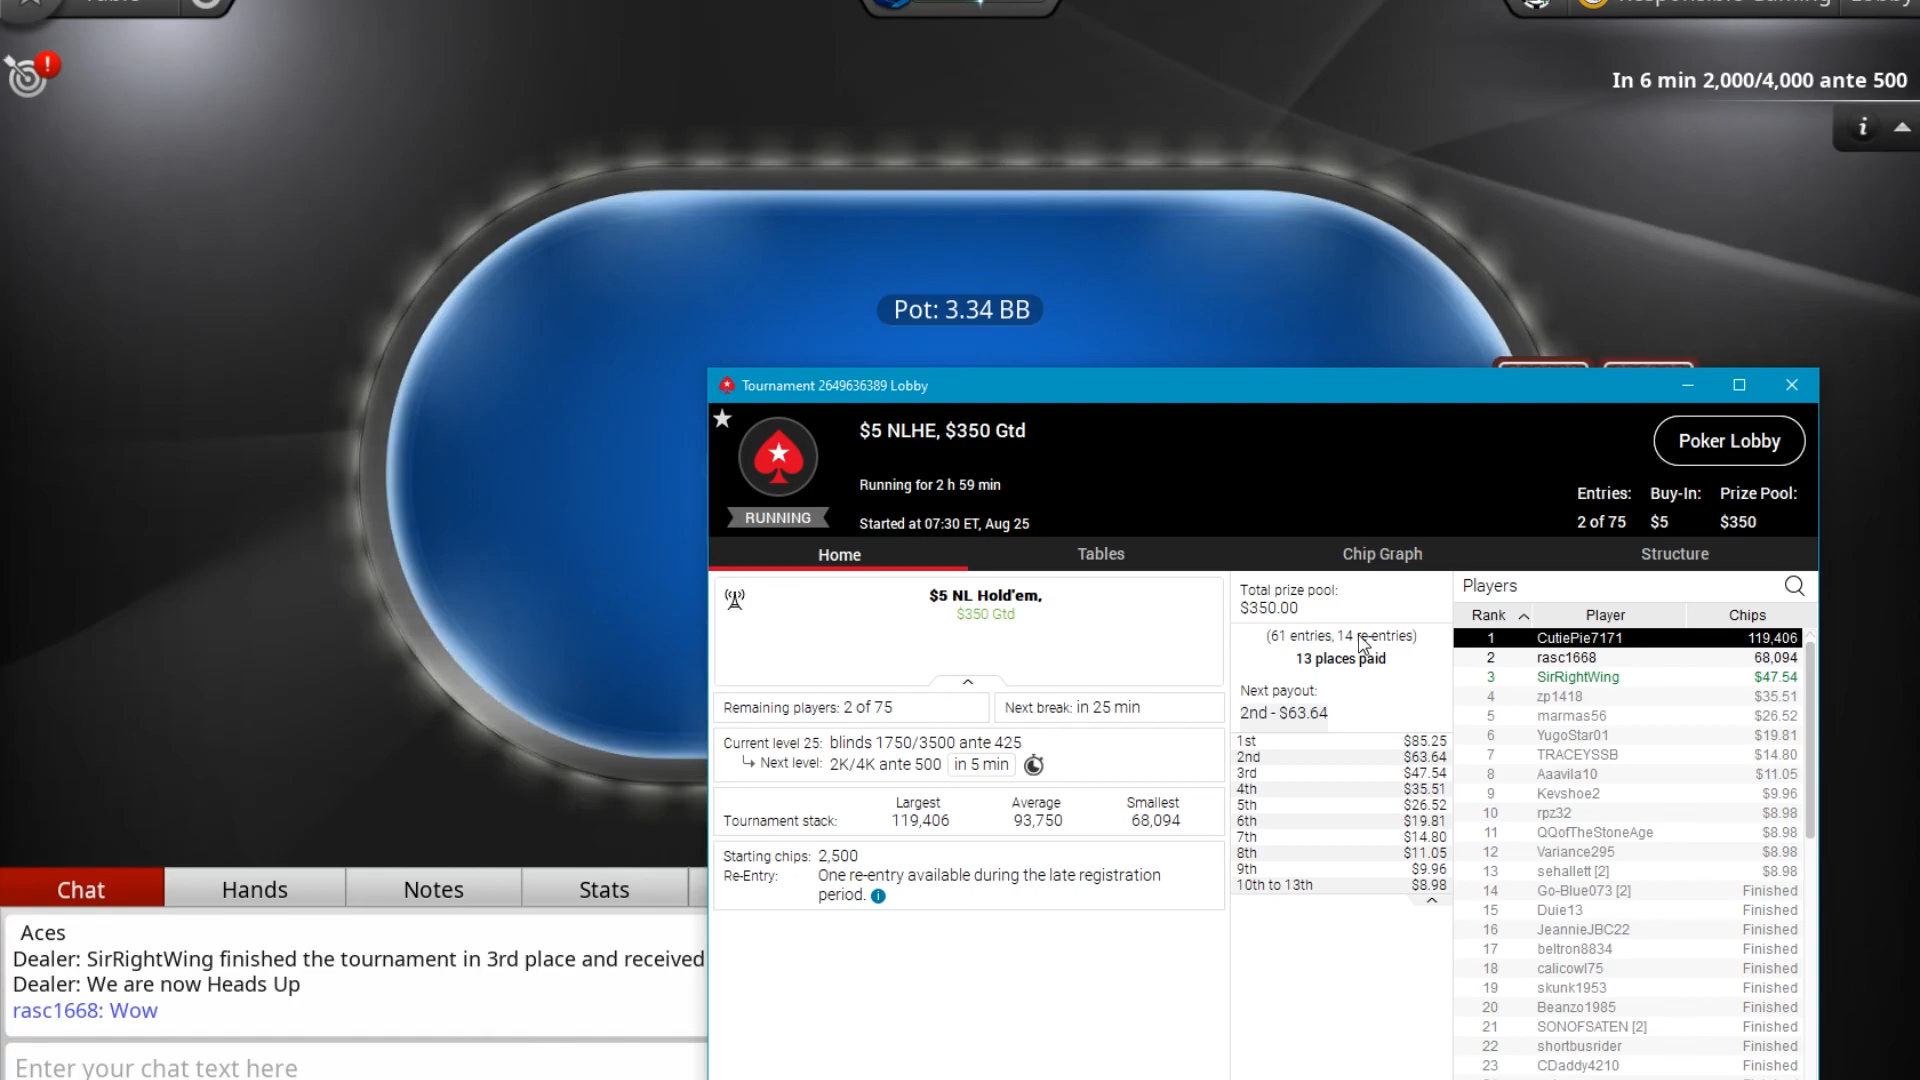 In 6 min 2,000/4,000 ante 500
i
Pot: 3.34 BB
Tournament 2649636389 Lobby
$5 NLHE, $350 Gtd
Poker Lobby
Running for 2 h 59 min
RUNNING
Started at 07:30 ET, Aug 25
Entries: Buy-In: Prize Pool:
2 of 75 $5 $350
Home Tables Chip Graph Structure
$5 NL Hold'em,
$350 Gtd
Remaining players: 2 of 75
Next break: in 25 min
Current level 25: blinds 1750/3500 ante 425
Next level: 2K/4K ante 500 in 5 min
Largest Average Smallest
Tournament stack: 119,406 93,750 68,094
Starting chips: 2,500
Re-Entry: One re-entry available during the late registration
period.
Total prize pool:
$350.00
(61 entries, 14 re-entries)
13 places paid
Next payout:
2nd - $63.64
1st $85.25
2nd $63.64
3rd $47.54
4th $35.51
5th $26.52
6th $19.81
7th $14.80
8th $11.05
9th $9.96
10th to 13th $8.98
Players
Rank Player Chips
1 CutiePie7171 119,406
2 rasc1668 68,094
3 SirRightWing $47.54
4 zp1418 $35.51
5 marmas56 $26.52
6 YugoStar01 $19.81
7 TRACEYSSB $14.80
8 Aaavila10 $11.05
9 Kevshoe2 $9.96
10 rpz32 $8.98
11 QQofTheStoneAge $8.98
12 Variance295 $8.98
13 sehallett [2] $8.98
14 Go-Blue073 [2] Finished
15 Duie13 Finished
16 JeannieJBC22 Finished
17 beltron8834 Finished
18 calicowl75 Finished
19 skunk1953 Finished
20 Beanzo1985 Finished
21 SONOFSATEN [2] Finished
22 shortbusrider Finished
23 CDaddy4210 Finished
Chat Hands Notes Stats
Aces
Dealer: SirRightWing finished the tournament in 3rd place and received
Dealer: We are now Heads Up
rasc1668: Wow
Enter your chat text here